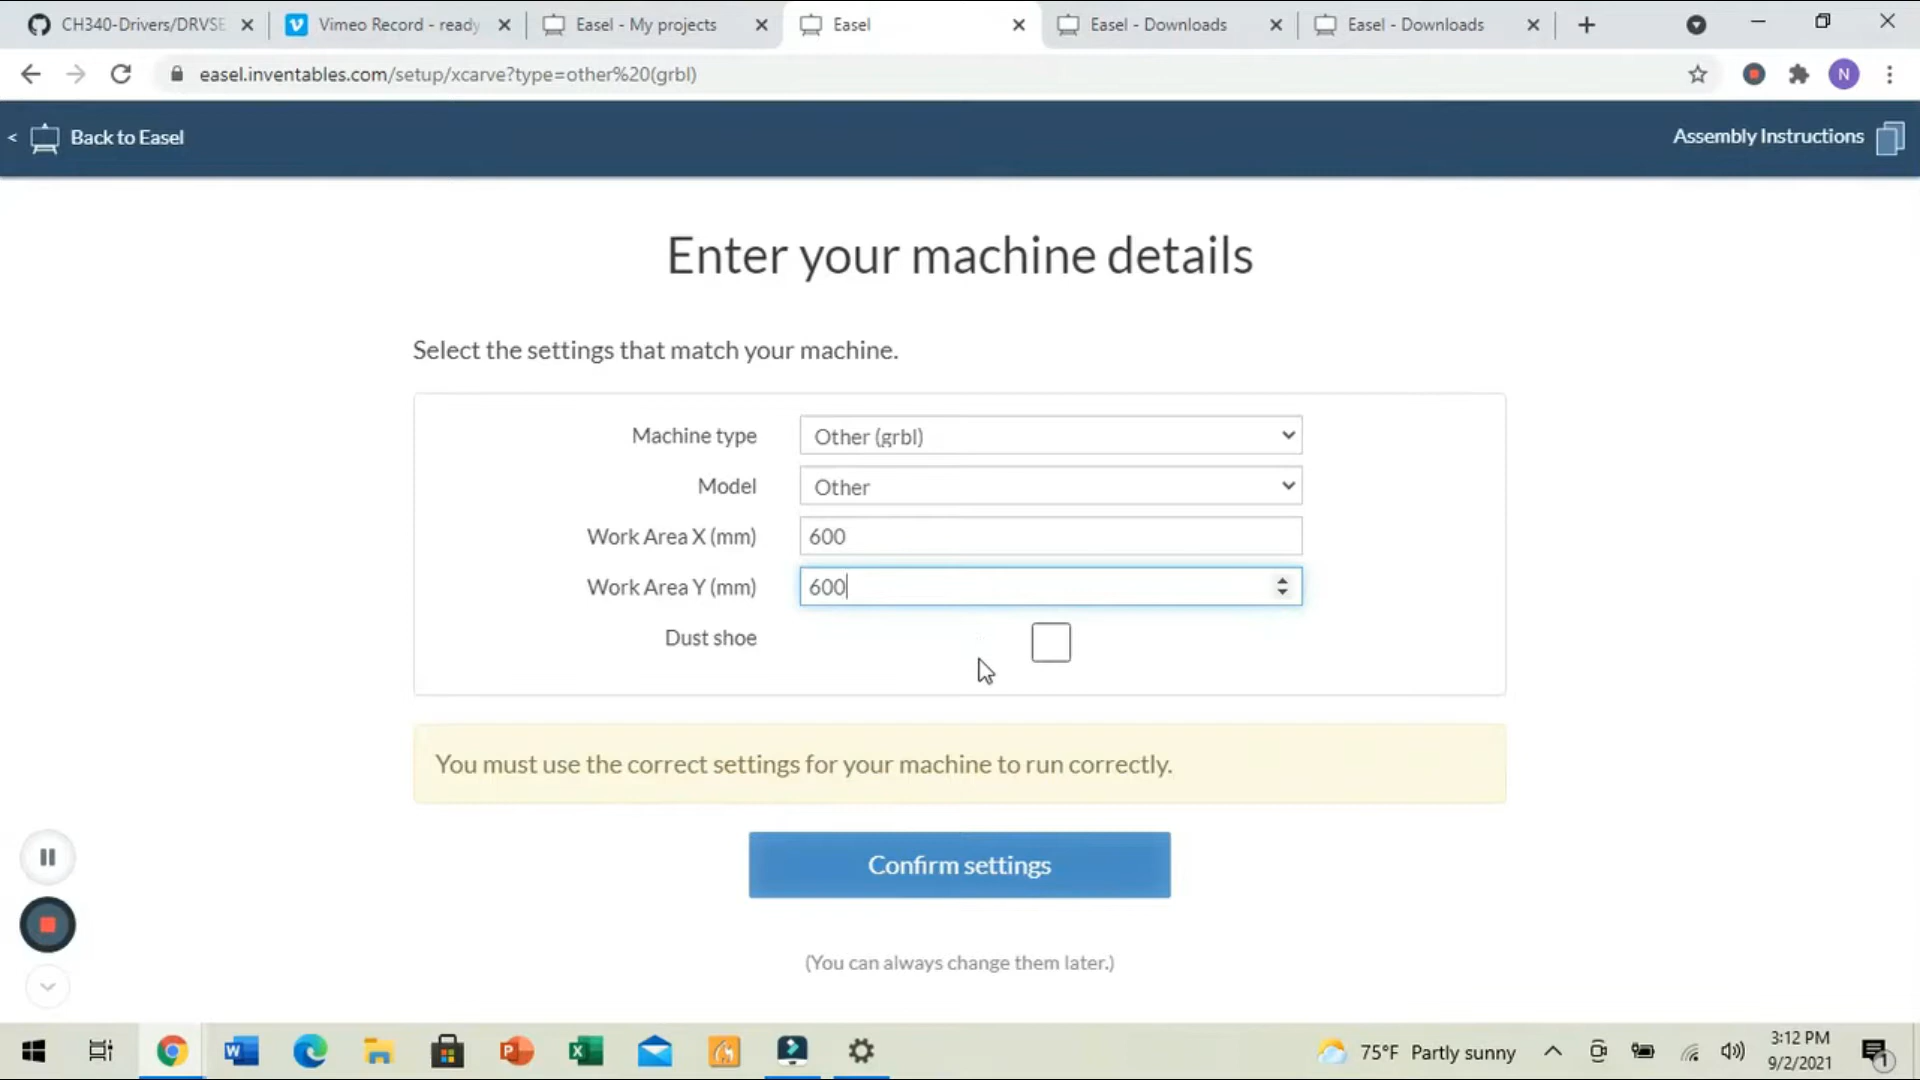 CH340-Drivers/DRVSE
Vimeo Record - ready
Easel - My projects
Easel
Easel - Downloads
Easel - Downloads
easel.inventables.com/setup/xcarve?type=other%20(grbl)
N
< Back to Easel
Assembly Instructions
Enter your machine details
Select the settings that match your machine.
Machine type Other (grbl)
Model Other
Work Area X (mm) 600
Work Area Y (mm) 600
Dust shoe
You must use the correct settings for your machine to run correctly.
Confirm settings
(You can always change them later.)
75°F Partly sunny
3:12 PM
9/2/2021
1